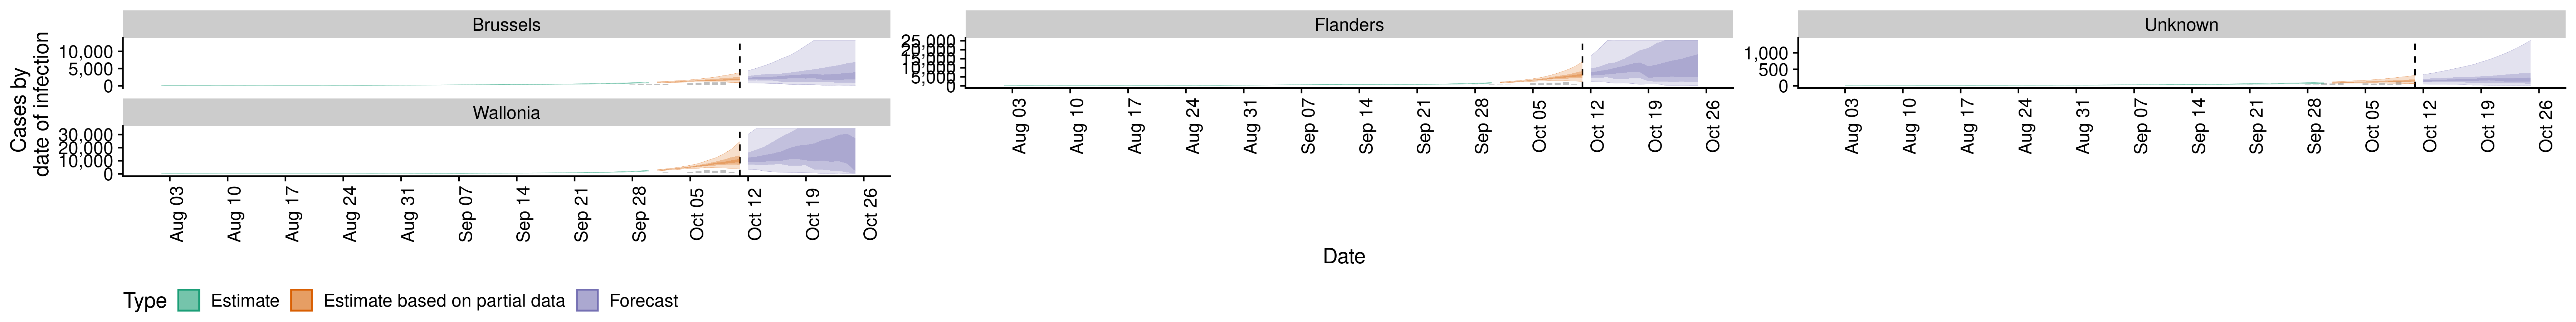 Brussels
Flanders
Unknown
Cases by
date of infection
10,000
5,000
0
25,000
20,000
15,000
10,000
5,000
0
1,000
500
0
Aug 03 Aug 10 Aug 17 Aug 24 Aug 31 Sep 07 Sep 14 Sep 21 Sep 28 Oct 05 Oct 12 Oct 19 Oct 26
Aug 03 Aug 10 Aug 17 Aug 24 Aug 31 Sep 07 Sep 14 Sep 21 Sep 28 Oct 05 Oct 12 Oct 19 Oct 26
Wallonia
30,000
20,000
10,000
0
Aug 03 Aug 10 Aug 17 Aug 24 Aug 31 Sep 07 Sep 14 Sep 21 Sep 28 Oct 05 Oct 12 Oct 19 Oct 26
Date
Type Estimate Estimate based on partial data Forecast